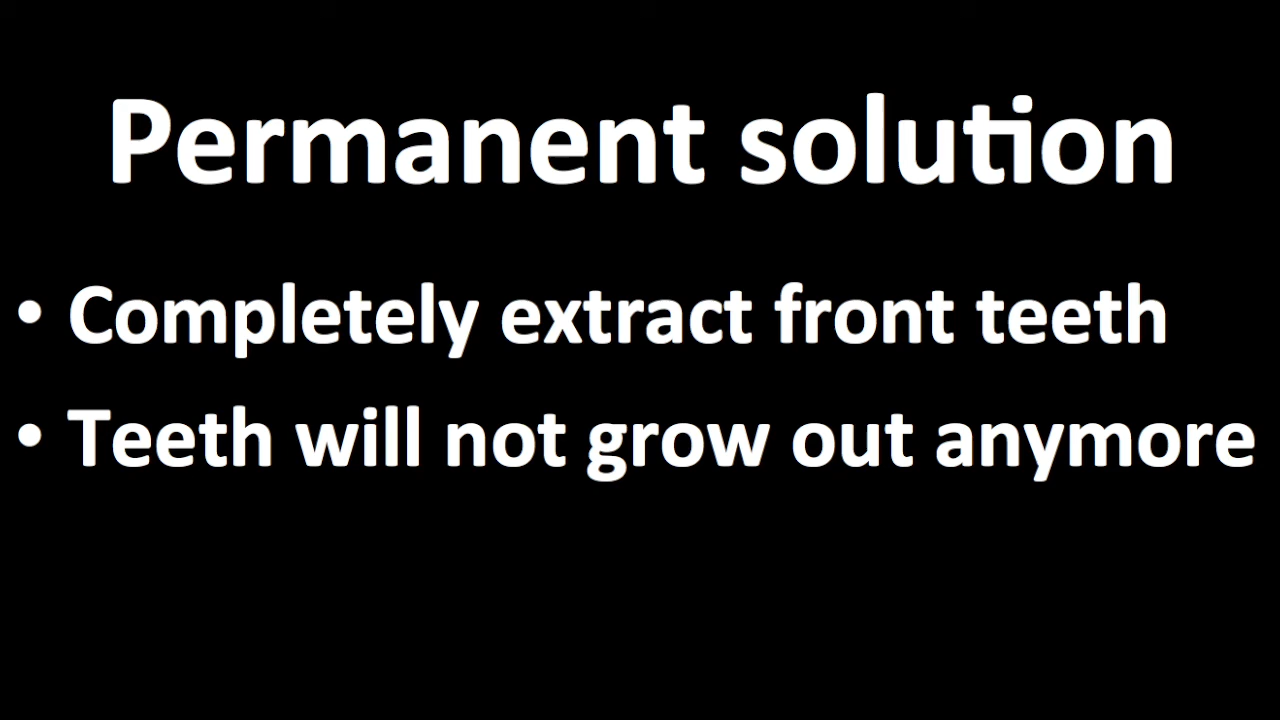 Permanent solution
• Completely extract front teeth
• Teeth will not grow out anymore